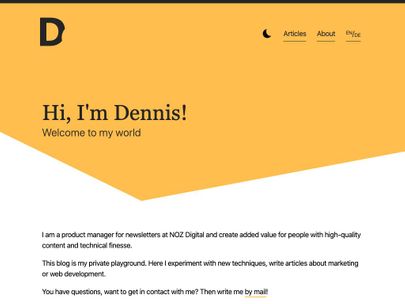 D
Articles About EN/DE
Hi, I'm Dennis!
Welcome to my world
I am a product manager for newsletters at NOZ Digital and create added value for people with high-quality
content and technical finesse.
This blog is my private playground. Here I experiment with new techniques, write articles about marketing
or web development.
You have questions, want to get in contact with me? Then write me by mail!